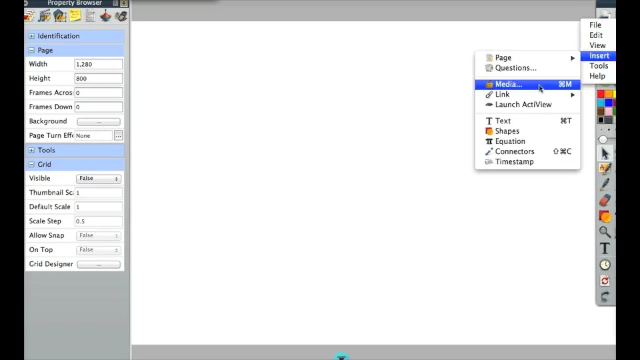 Property Browser
Identification
Page
Width 1,280
Height 800
Frames Acros 0
Frames Down 0
Background ...
Page Turn Effe None ...
Tools
Grid
Visible False
Thumbnail Sca 1
Default Scale 1
Scale Step 0.5
Allow Snap False
On Top False
Grid Designer ...
File
Edit
View
Insert
Tools
Help
Page
Questions...
Media... ⌘M
Link
Launch ActiView
Text ⌘T
Shapes
Equation
Connectors ⇧⌘C
Timestamp
T